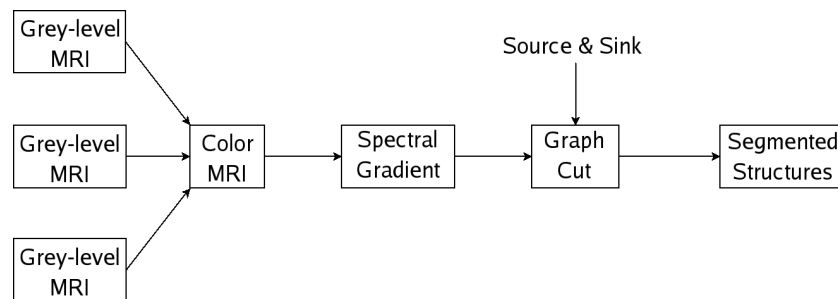 Grey-level
MRI
Source & Sink
Grey-level
MRI
Color
MRI
Spectral
Gradient
Graph
Cut
Segmented
Structures
Grey-level
MRI